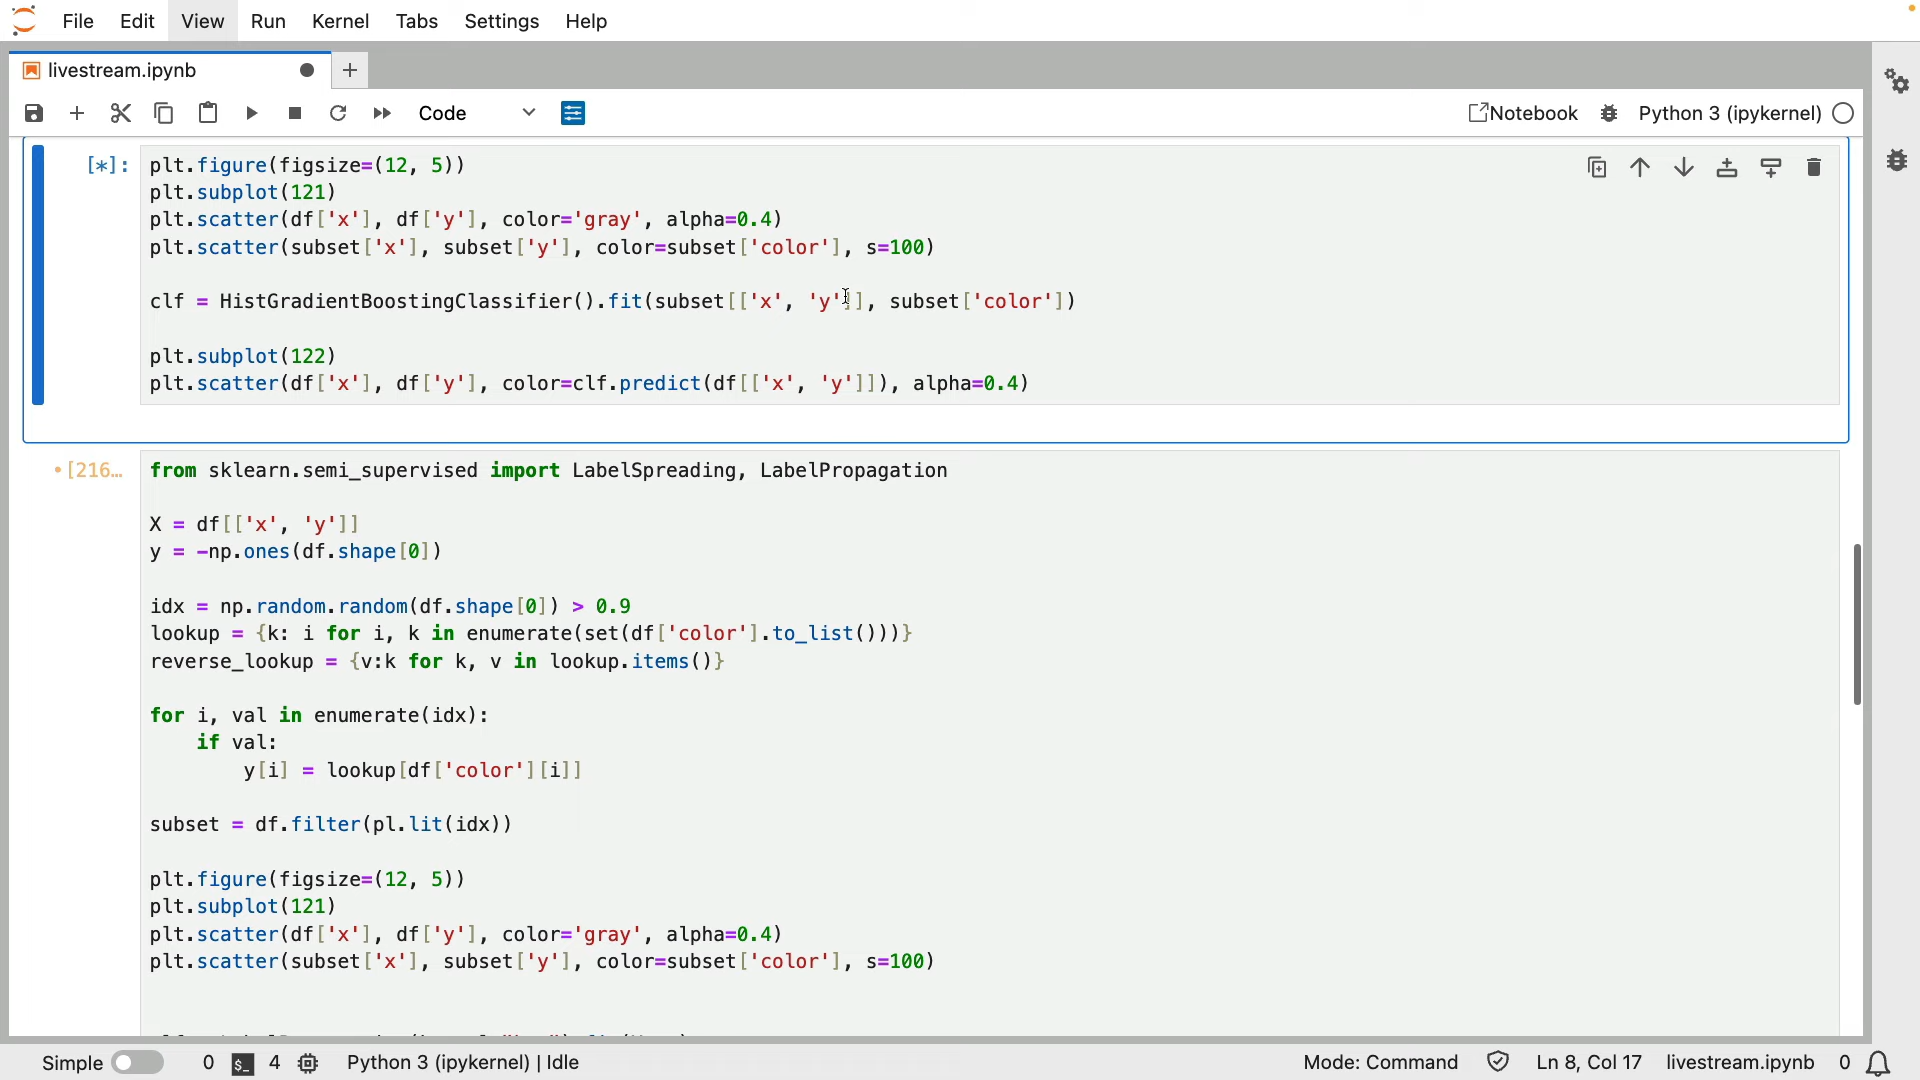 File Edit View Run Kernel Tabs Settings Help
livestream.ipynb
Code Notebook Python 3 (ipykernel)
[*]: plt.figure(figsize=(12, 5))
plt.subplot(121)
plt.scatter(df['x'], df['y'], color='gray', alpha=0.4)
plt.scatter(subset['x'], subset['y'], color=subset['color'], s=100)
clf = HistGradientBoostingClassifier().fit(subset[['x', 'y']], subset['color'])
plt.subplot(122)
plt.scatter(df['x'], df['y'], color=clf.predict(df[['x', 'y']]), alpha=0.4)
•[216… from sklearn.semi_supervised import LabelSpreading, LabelPropagation
X = df[['x', 'y']]
y = -np.ones(df.shape[0])
idx = np.random.random(df.shape[0]) > 0.9
lookup = {k: i for i, k in enumerate(set(df['color'].to_list()))}
reverse_lookup = {v:k for k, v in lookup.items()}
for i, val in enumerate(idx):
    if val:
        y[i] = lookup[df['color'][i]]
subset = df.filter(pl.lit(idx))
plt.figure(figsize=(12, 5))
plt.subplot(121)
plt.scatter(df['x'], df['y'], color='gray', alpha=0.4)
plt.scatter(subset['x'], subset['y'], color=subset['color'], s=100)
Simple 0 $_ 4 Python 3 (ipykernel) | Idle Mode: Command Ln 8, Col 17 livestream.ipynb 0